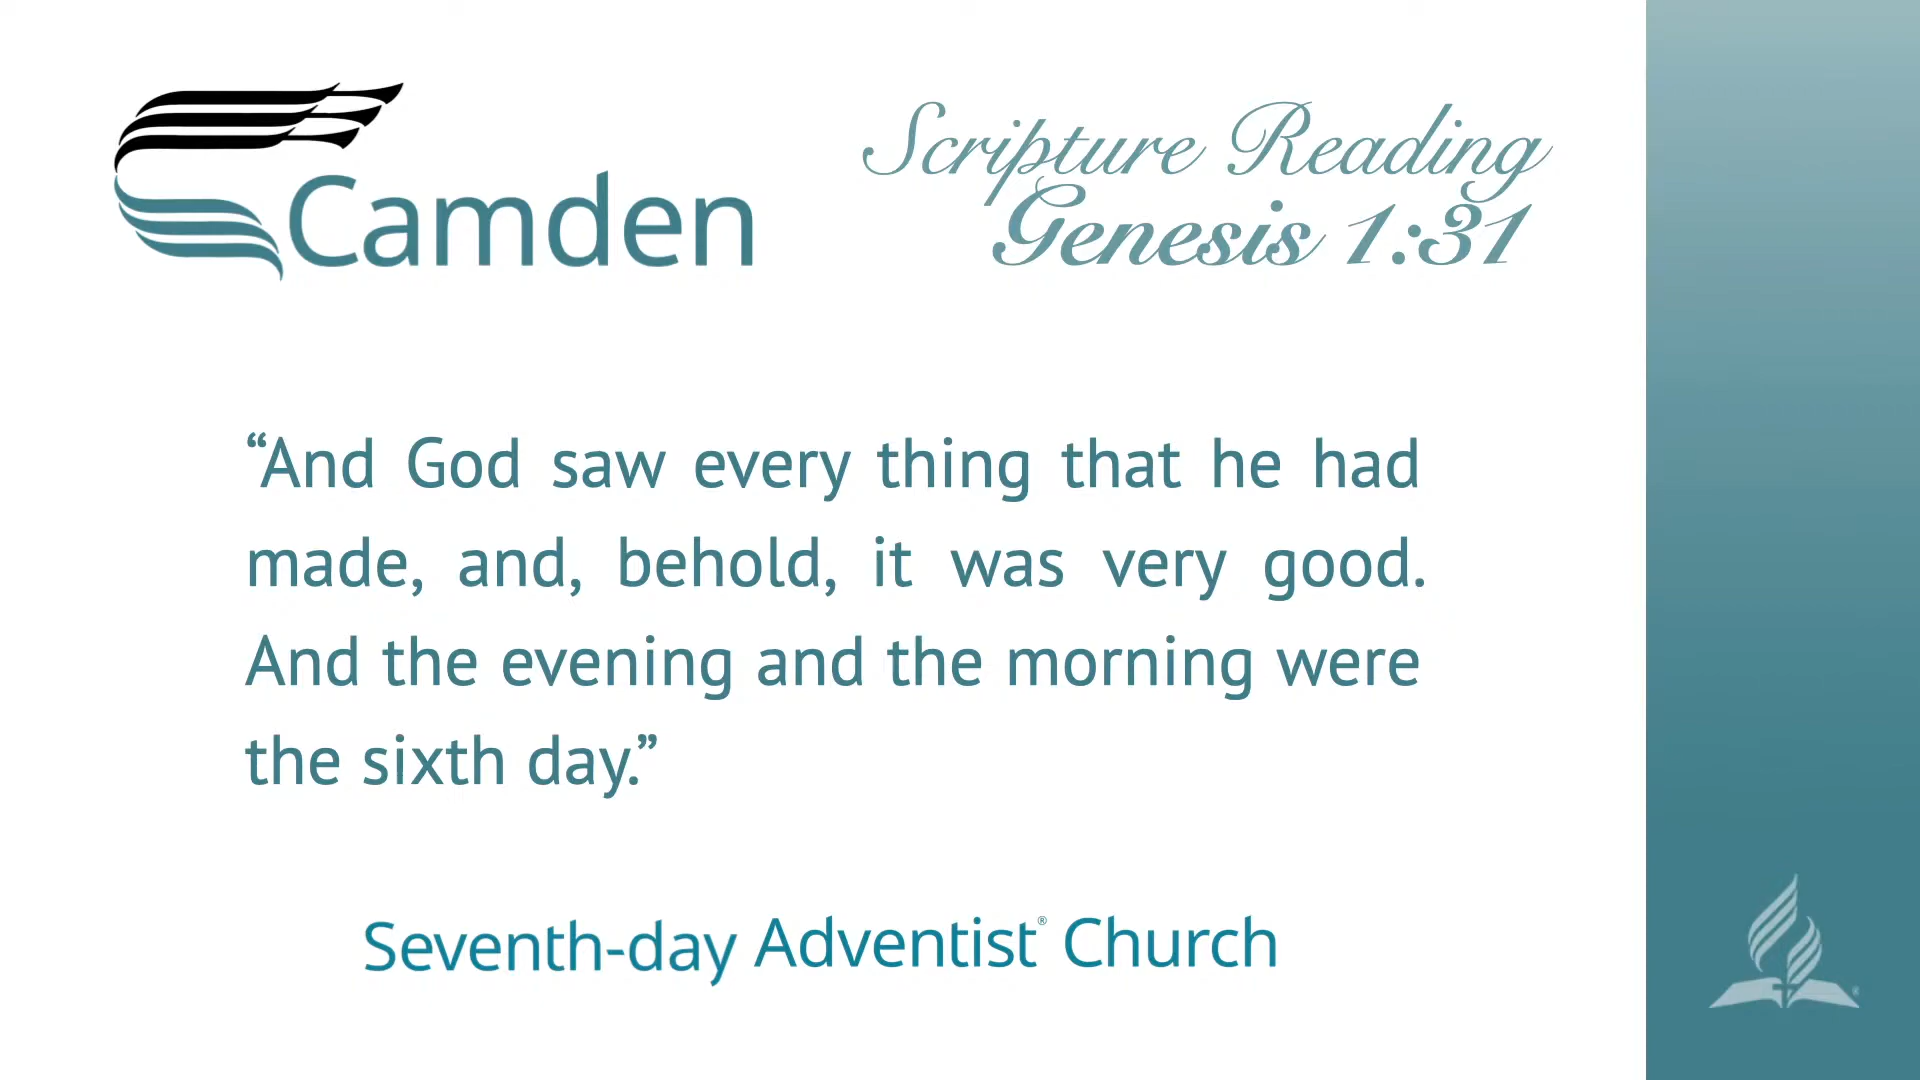 Camden
Scripture Reading
Genesis 1:31
“And God saw every thing that he had
made, and, behold, it was very good.
And the evening and the morning were
the sixth day.”
Seventh-day Adventist® Church